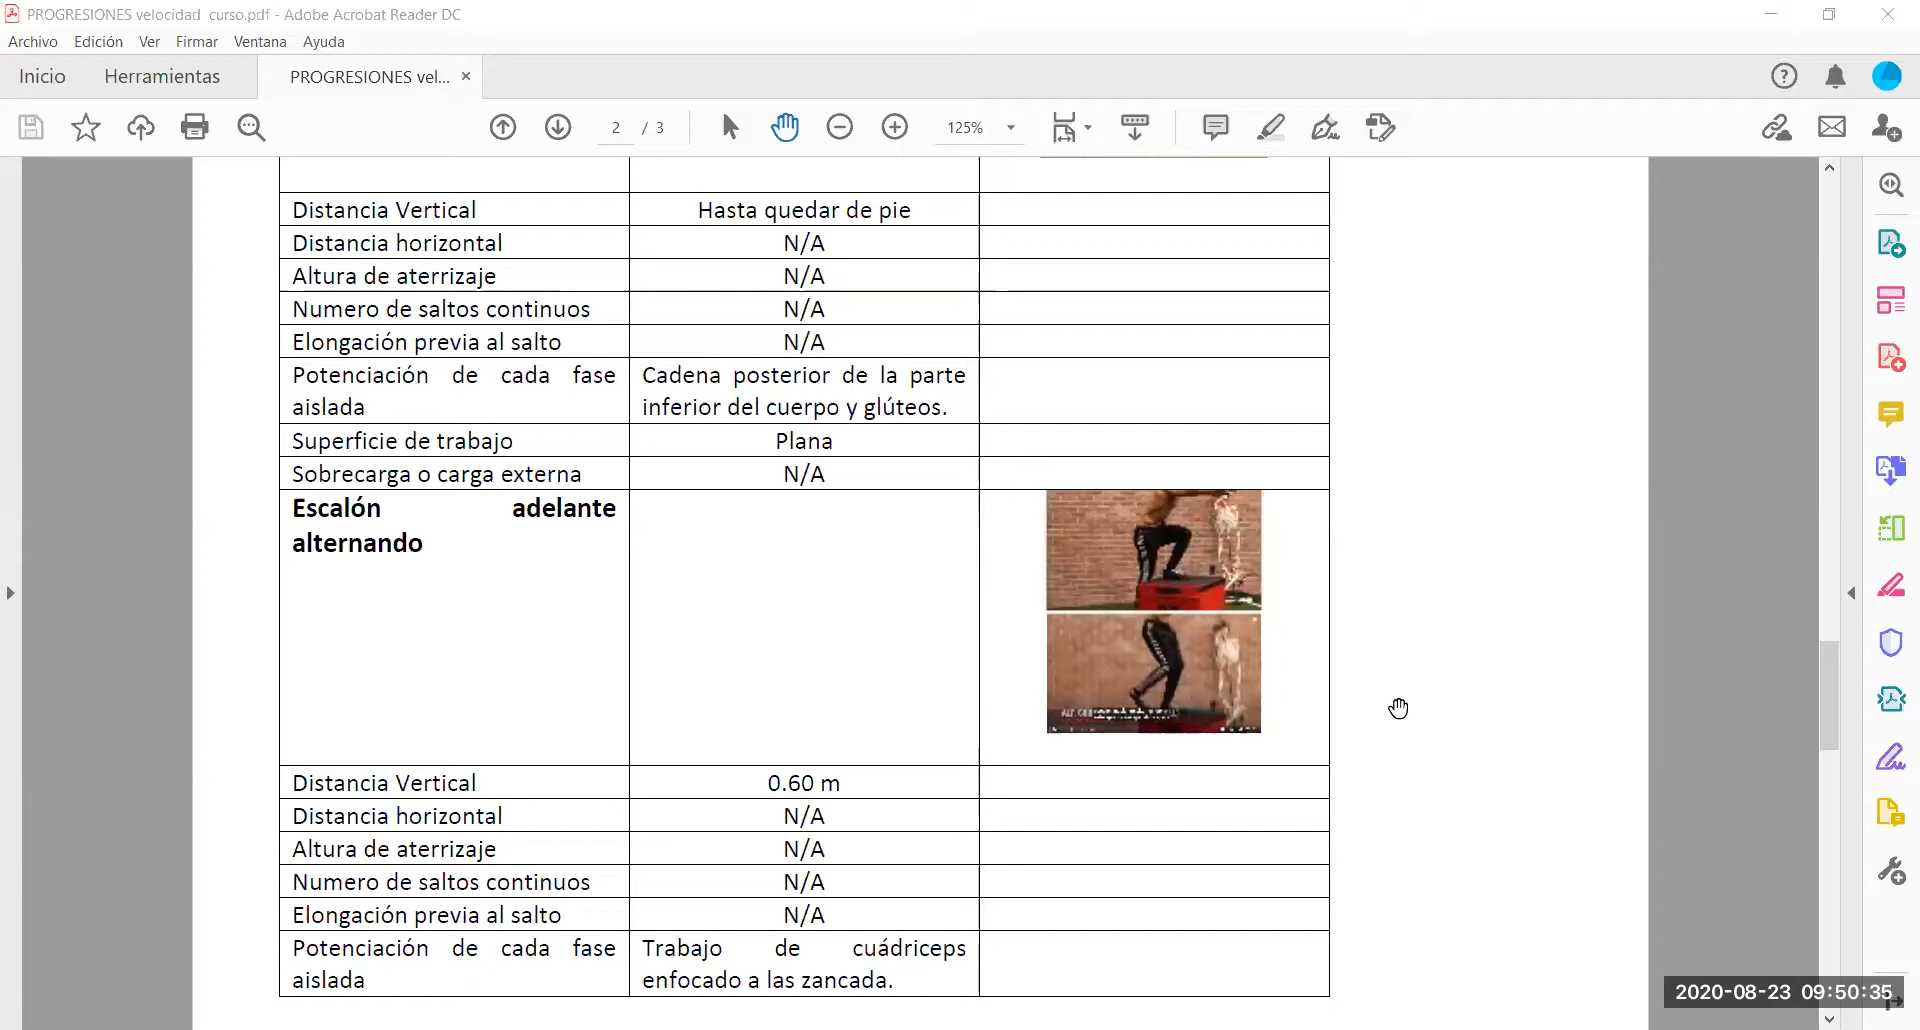 PROGRESIONES velocidad curso.pdf - Adobe Acrobat Reader DC
Archivo Edición Ver Firmar Ventana Ayuda
Inicio Herramientas PROGRESIONES vel... ×
2 / 3 125%
Distancia Vertical Hasta quedar de pie
Distancia horizontal N/A
Altura de aterrizaje N/A
Numero de saltos continuos N/A
Elongación previa al salto N/A
Potenciación de cada fase Cadena posterior de la parte
aislada inferior del cuerpo y glúteos.
Superficie de trabajo Plana
Sobrecarga o carga externa N/A
Escalón adelante
alternando
Distancia Vertical 0.60 m
Distancia horizontal N/A
Altura de aterrizaje N/A
Numero de saltos continuos N/A
Elongación previa al salto N/A
Potenciación de cada fase Trabajo de cuádriceps
aislada enfocado a las zancada.
2020-08-23 09:50:35